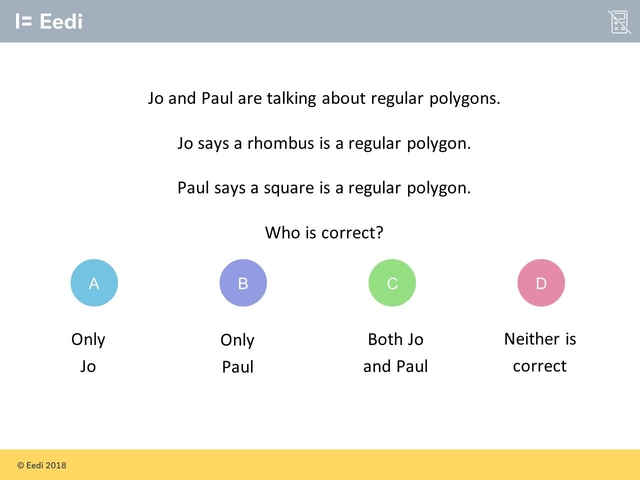 Eedi
Jo and Paul are talking about regular polygons.
Jo says a rhombus is a regular polygon.
Paul says a square is a regular polygon.
Who is correct?
A B C D
Only Only Both Jo Neither is
Jo Paul and Paul correct
© Eedi 2018